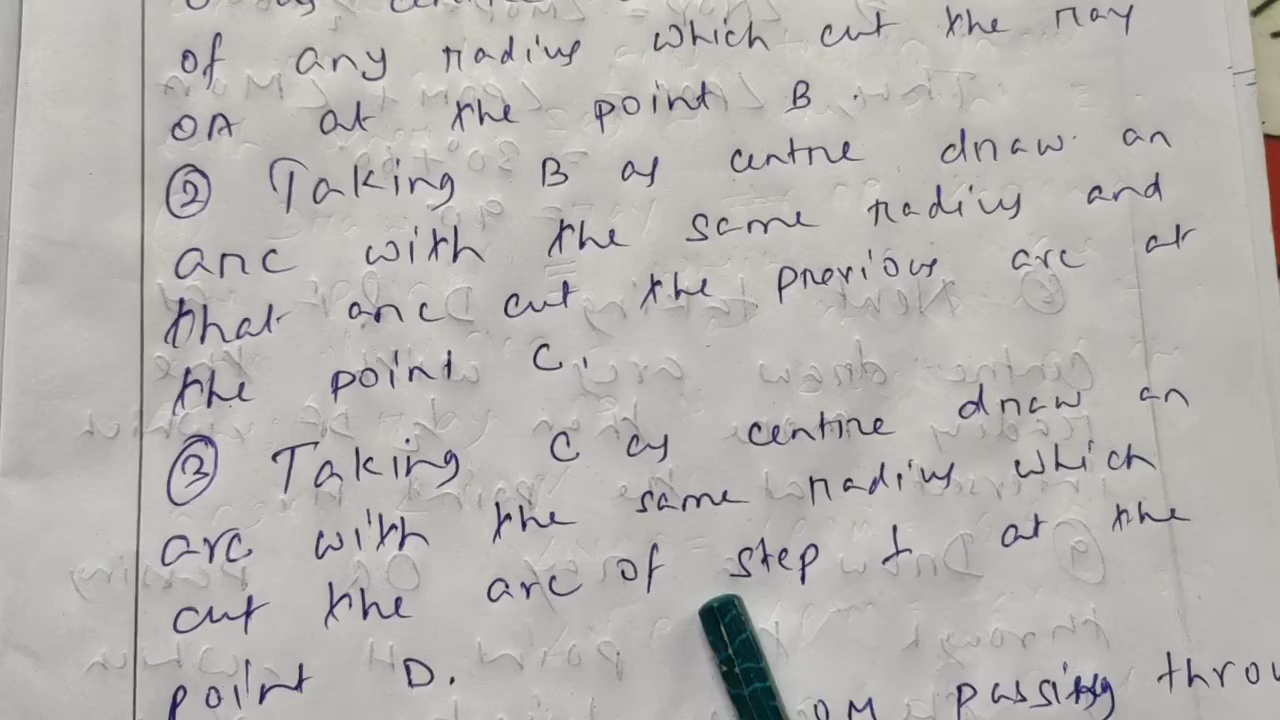 of any radius which cut the ray
OA at the point B.
② Taking B as centre draw an
arc with the same radius and
that arc cut the previous arc at
the point C.
③ Taking C as centre draw an
arc with the same radius which
cut the arc of step 1 at the
point D.
OM passing throu